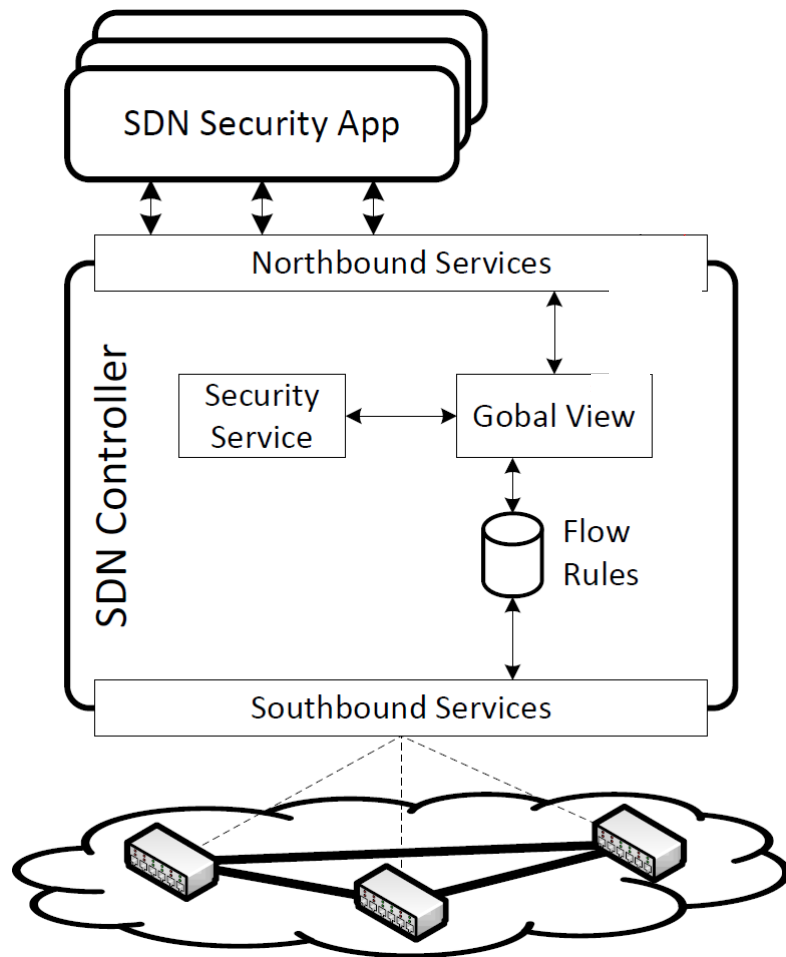 SDN Security App
Northbound Services
SDN Controller
Security
Service
Gobal View
Flow
Rules
Southbound Services